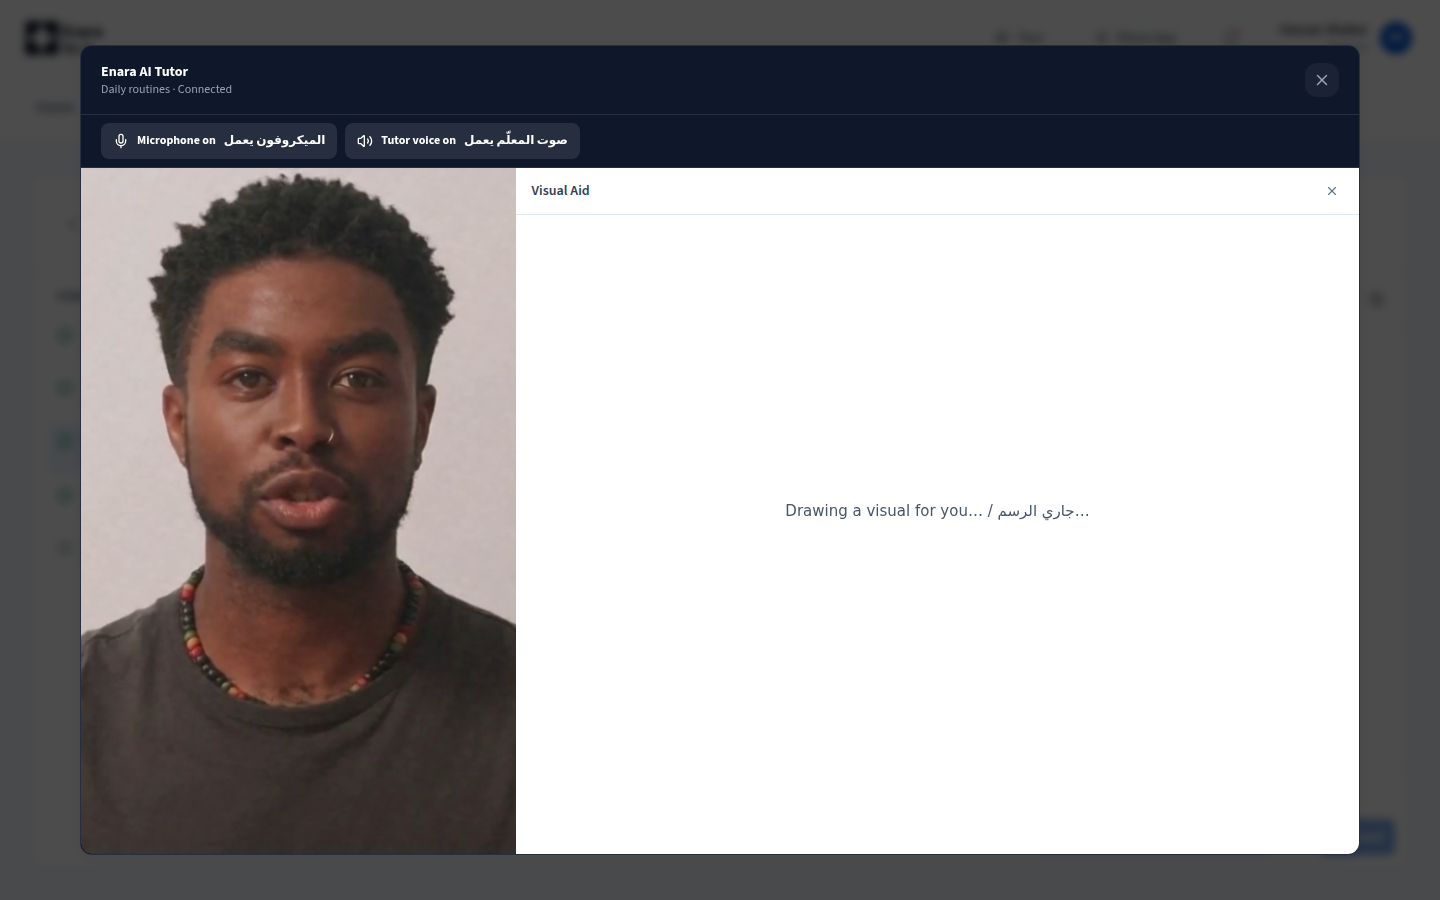 Enara AI Tutor
Daily routines · Connected
Microphone on الميكروفون يعمل
Tutor voice on صوت المعلّم يعمل
Visual Aid
Drawing a visual for you... / جاري الرسم...